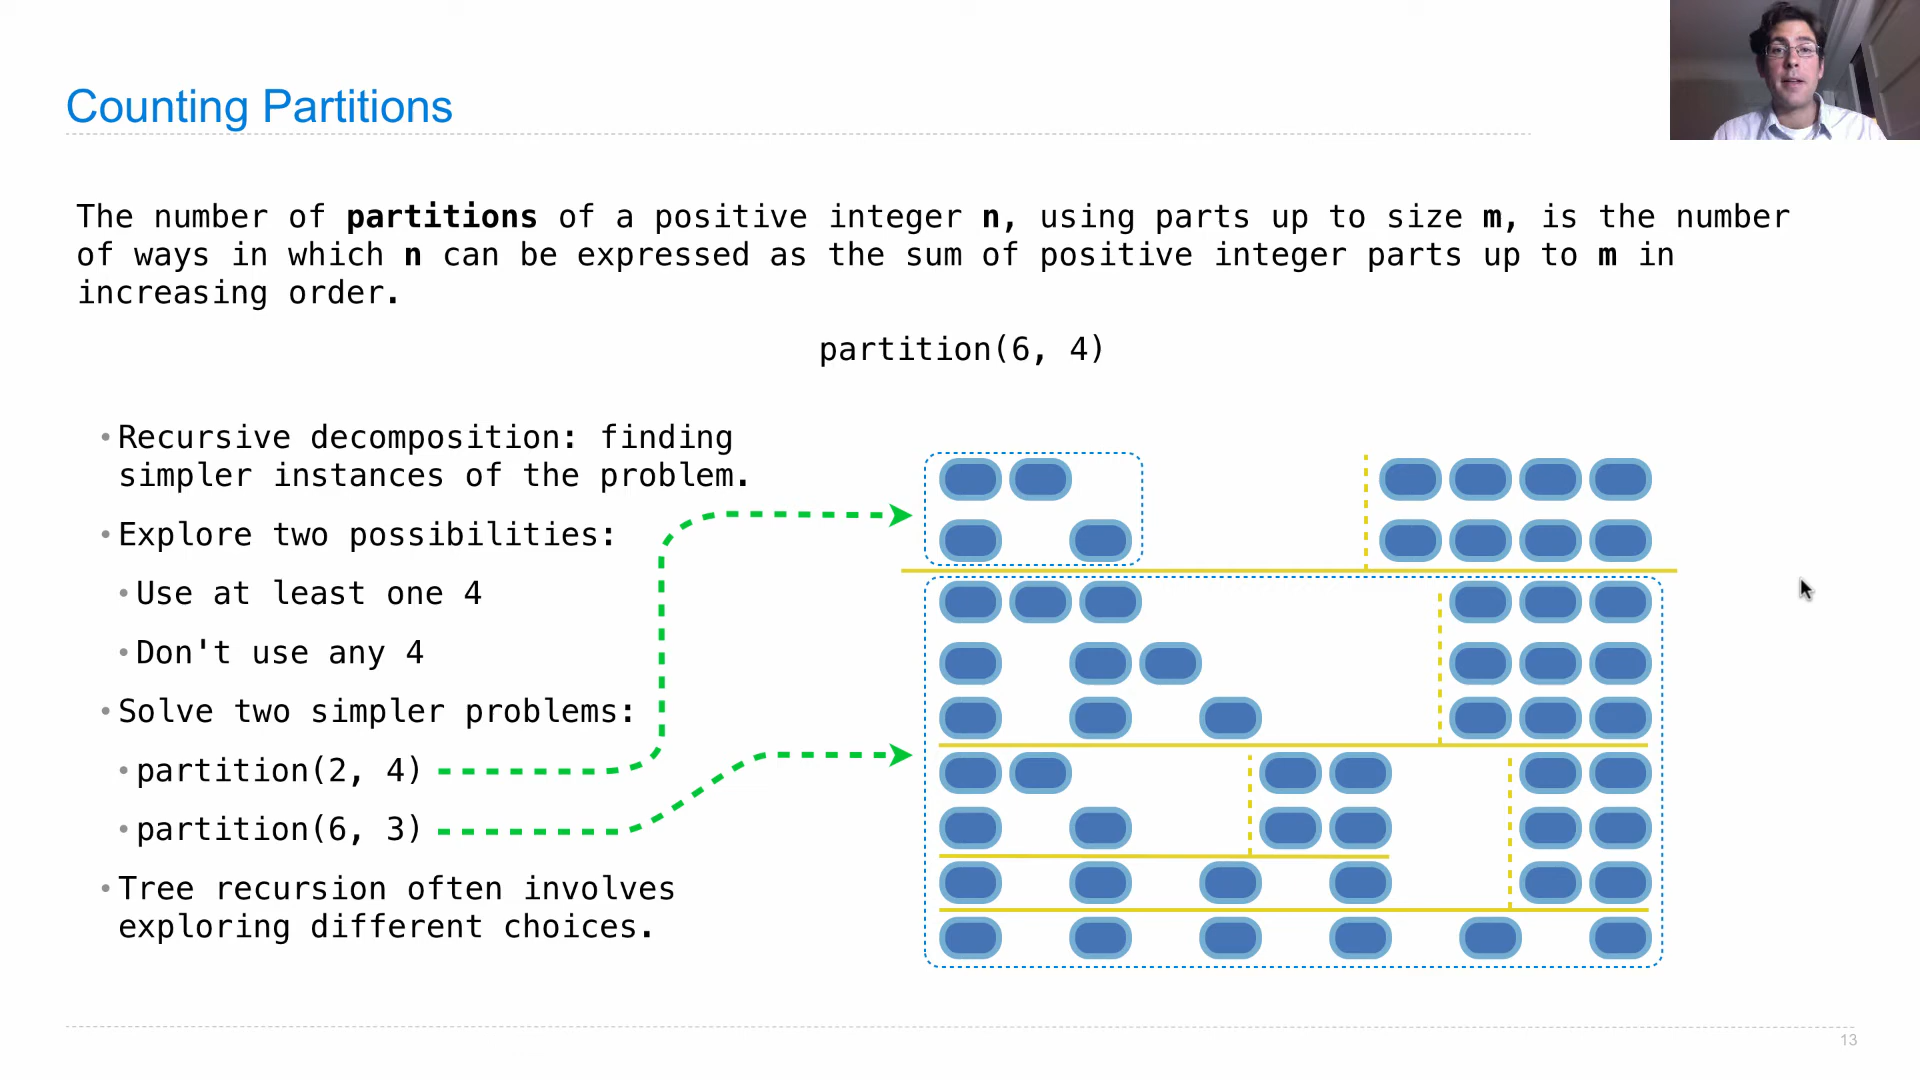 Counting Partitions
The number of partitions of a positive integer n, using parts up to size m, is the number
of ways in which n can be expressed as the sum of positive integer parts up to m in
increasing order.
partition(6, 4)
•Recursive decomposition: finding
simpler instances of the problem.
•Explore two possibilities:
•Use at least one 4
•Don't use any 4
•Solve two simpler problems:
•partition(2, 4)
•partition(6, 3)
•Tree recursion often involves
exploring different choices.
13